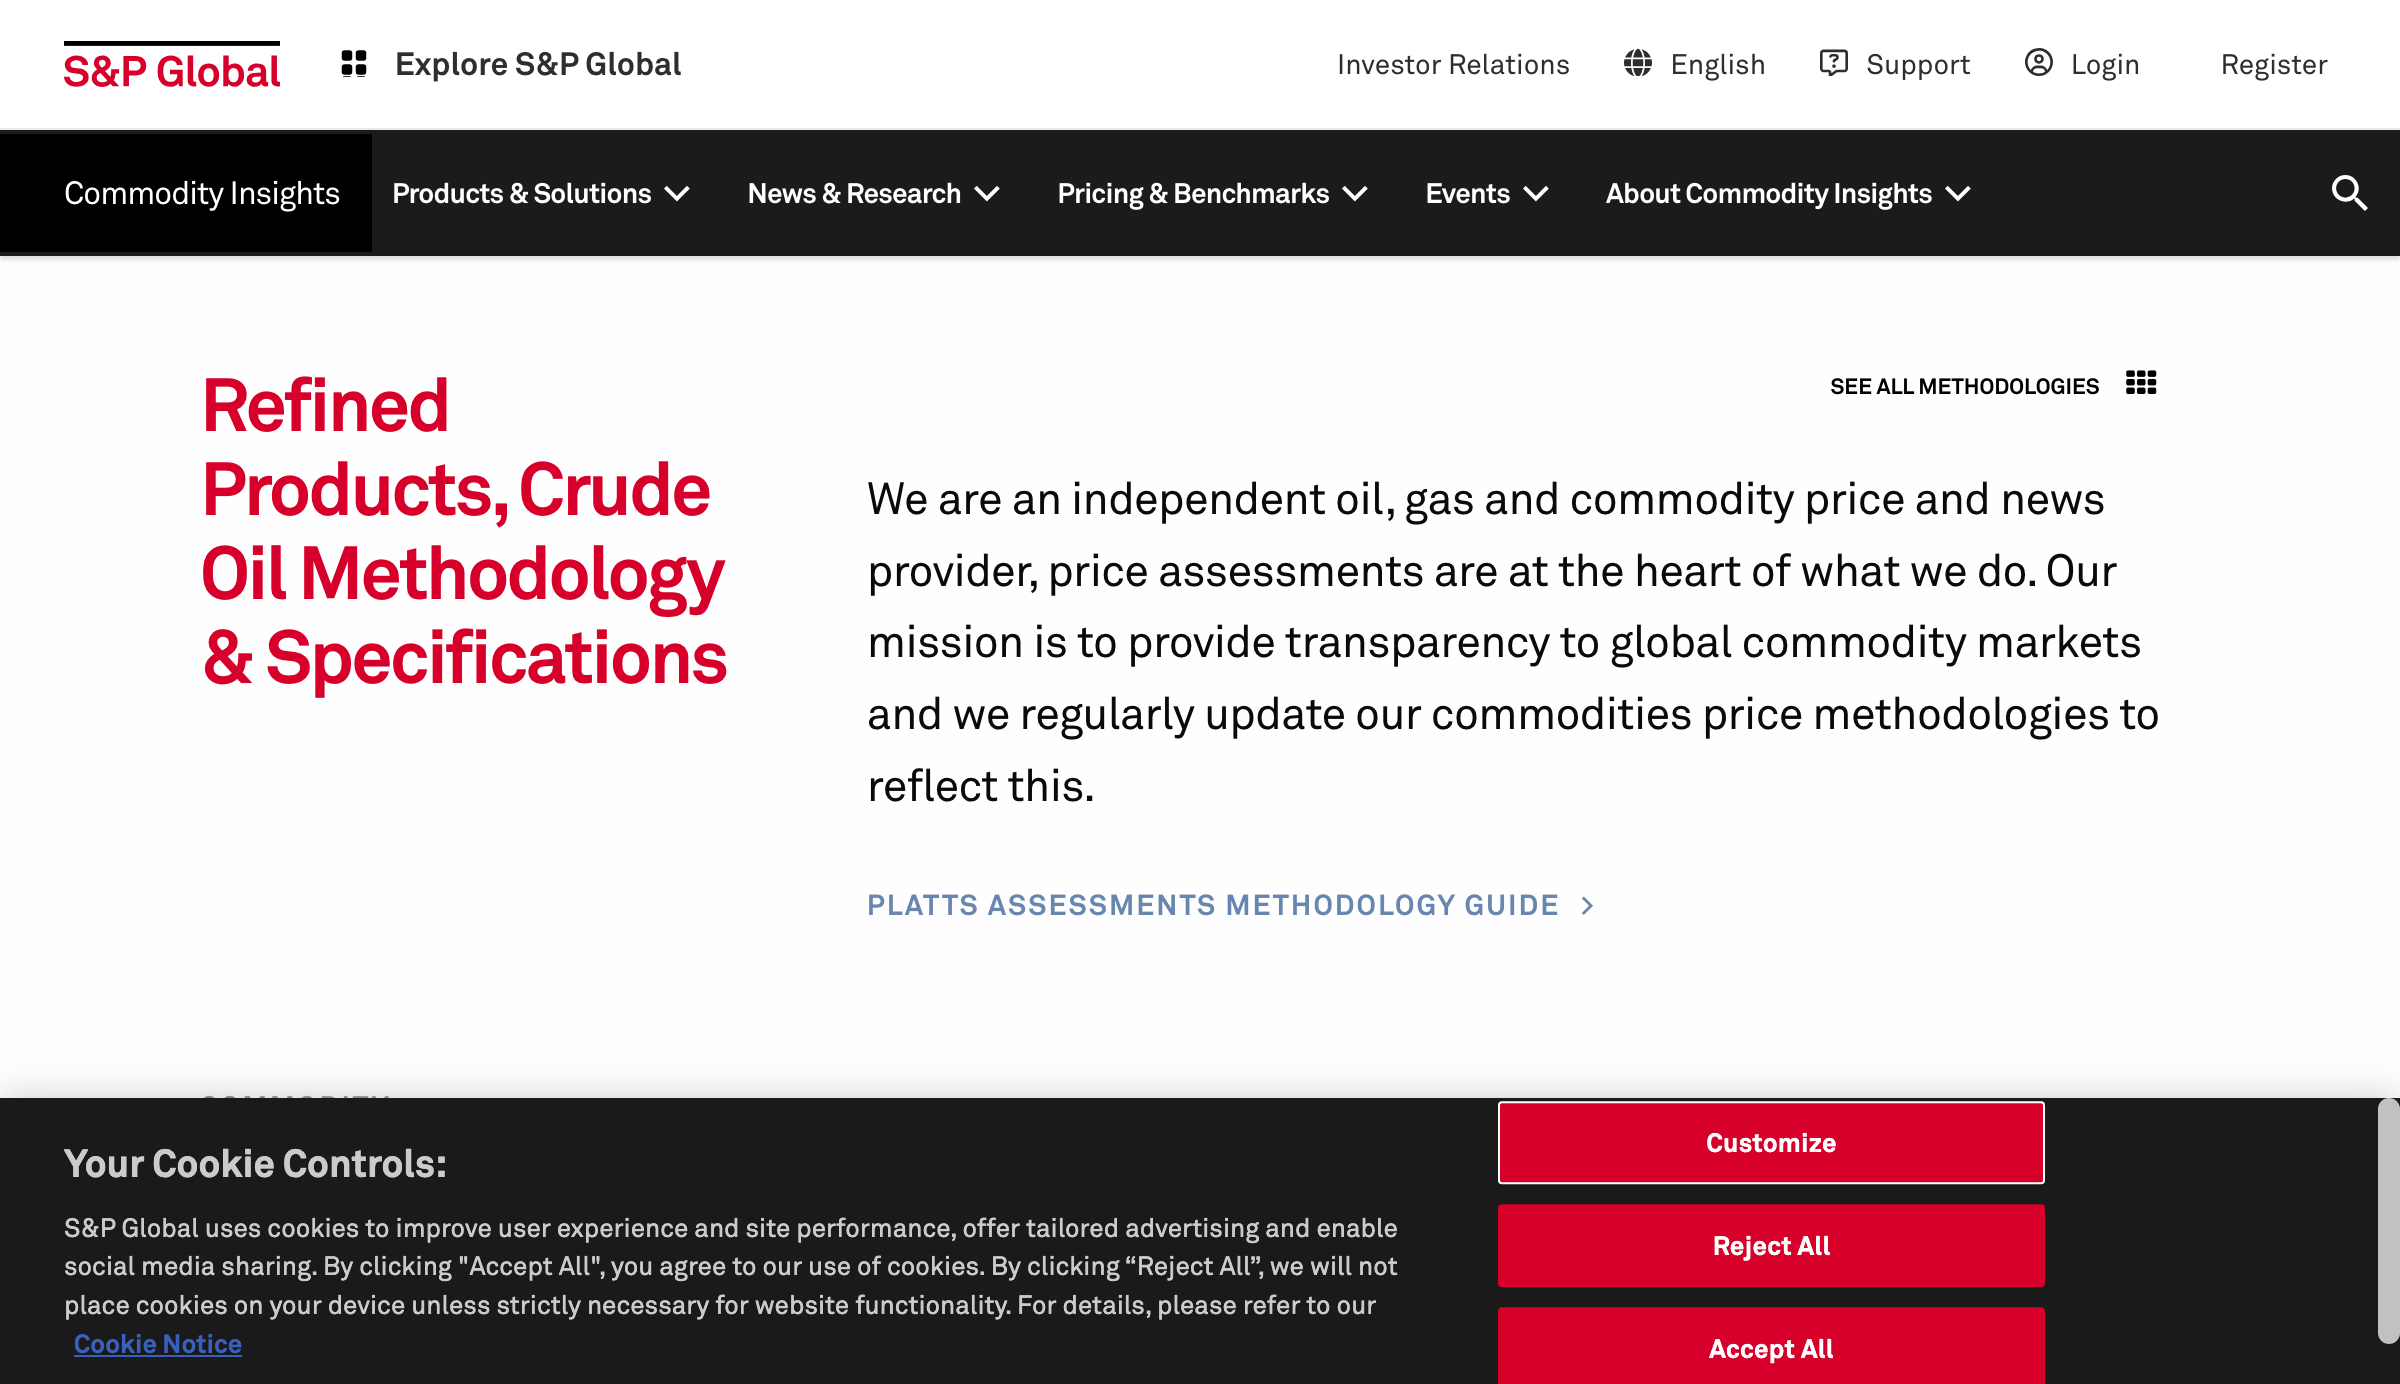 S&P Global
Explore S&P Global
Investor Relations
English
Support
Login
Register
Commodity Insights
Products & Solutions
News & Research
Pricing & Benchmarks
Events
About Commodity Insights
Refined
Products, Crude
Oil Methodology
& Specifications
SEE ALL METHODOLOGIES
We are an independent oil, gas and commodity price and news
provider, price assessments are at the heart of what we do. Our
mission is to provide transparency to global commodity markets
and we regularly update our commodities price methodologies to
reflect this.
PLATTS ASSESSMENTS METHODOLOGY GUIDE
Your Cookie Controls:
S&P Global uses cookies to improve user experience and site performance, offer tailored advertising and enable
social media sharing. By clicking "Accept All", you agree to our use of cookies. By clicking “Reject All”, we will not
place cookies on your device unless strictly necessary for website functionality. For details, please refer to our
Cookie Notice
Customize
Reject All
Accept All